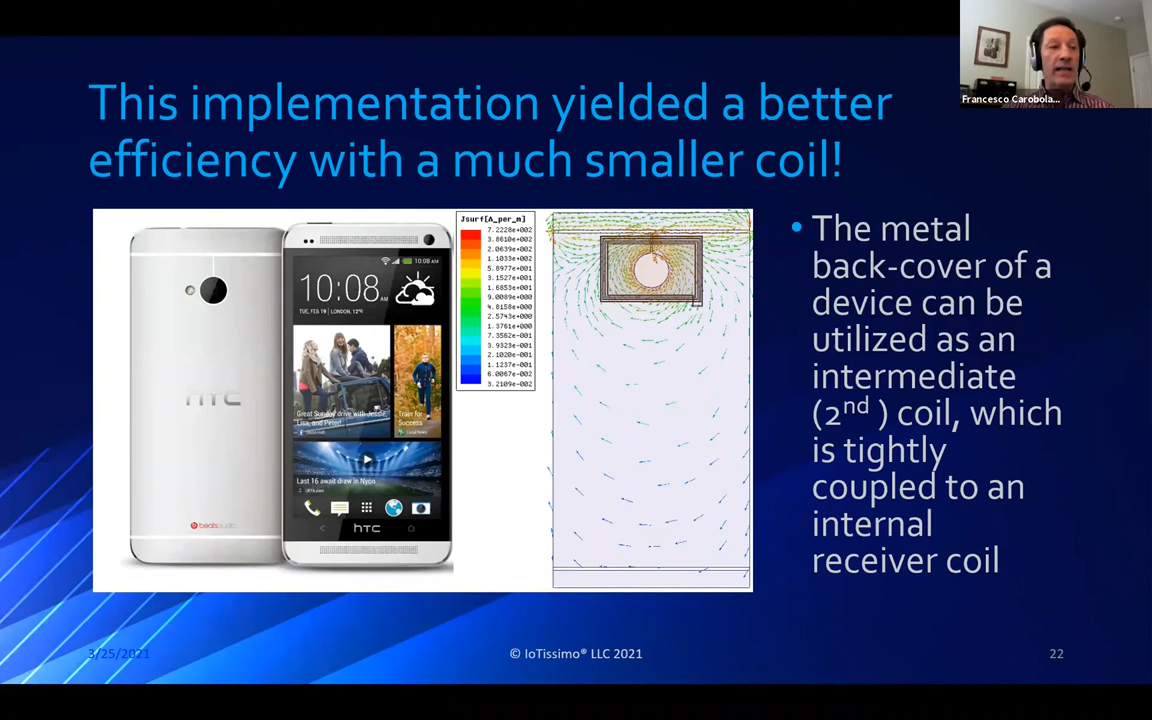 Francesco Carobola...
This implementation yielded a better
efficiency with a much smaller coil!
hTC
beatsaudio
10:08 AM
10:08
TUE, FEB 19 | LONDON, 12°
Great Sunday drive with Jessie,
Lisa, and Peter!
Train for
Success
Last 16 await draw in Nyon
hTC
Jsurf[A_per_m]
7.2228e+002
3.8610e+002
2.0639e+002
1.1033e+002
5.8977e+001
3.1527e+001
1.6853e+001
9.0089e+000
4.8158e+000
2.5743e+000
1.3761e+000
7.3562e-001
3.9323e-001
2.1020e-001
1.1237e-001
6.0067e-002
3.2109e-002
• The metal
back-cover of a
device can be
utilized as an
intermediate
(2nd ) coil, which
is tightly
coupled to an
internal
receiver coil
3/25/2021
© IoTissimo® LLC 2021
22